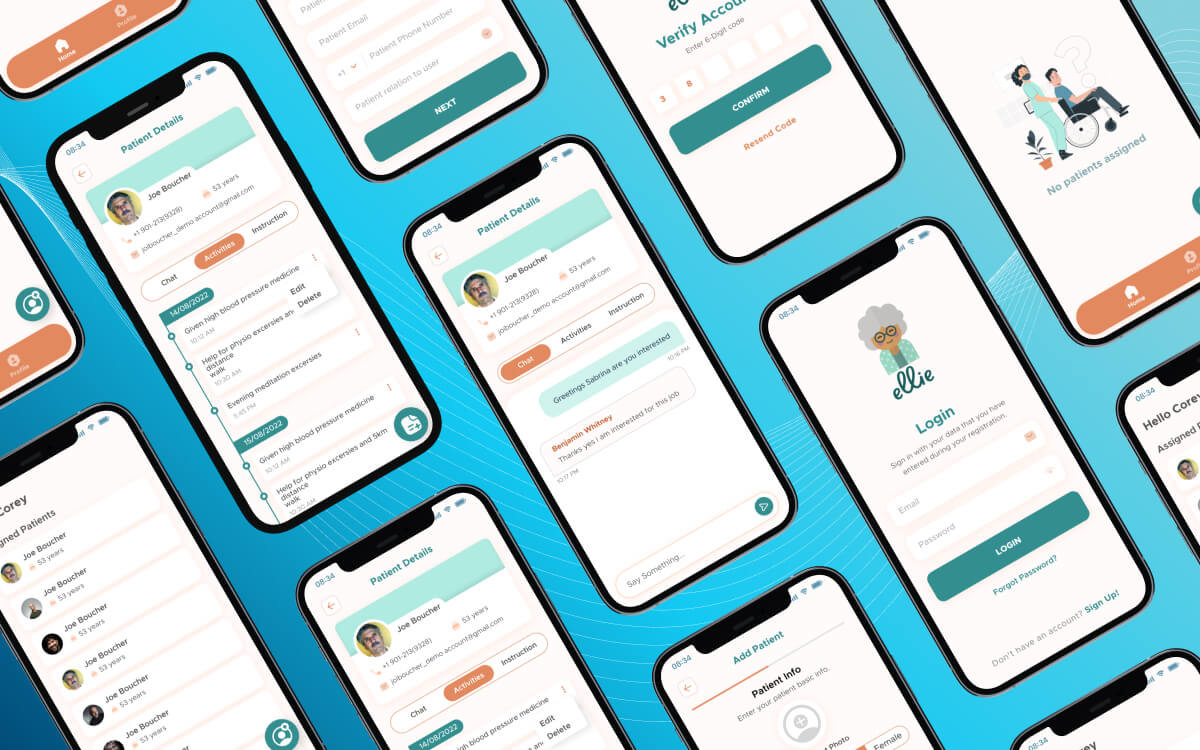 Home
Profile
08:34
Patient Details
Joe Boucher
53 years
+1 901-213(9328)
joiboucher_demo account@gmail.com
Chat
Activities
Instruction
14/08/2022
Given high blood pressure medicine
10:12 AM
Edit
Delete
Help for physio excersies and
distance
walk
10:30 AM
Evening meditation excersies
5:45 PM
15/08/2022
Given high blood pressure medicine
10:12 AM
Help for physio excersies and 5km
distance
walk
10:30 AM
Patient Email
+1
Patient Phone Number
Patient relation to user
NEXT
Verify
Enter 6-Digit code
3
8
CONFIRM
Resend Code
No patients assigned
Home
08:34
Patient Details
Joe Boucher
53 years
+1 901-213(9328)
joiboucher_demo account@gmail.com
Chat
Activities
Instruction
Greetings Sabrina are you interested
10:16 PM
Benjamin Whitney
Thanks yes i am interested for this job
10:17 PM
Say Something...
08:34
ellie
Login
Sign in with your data that you have
entered during your registration.
Email
Password
LOGIN
Forgot Password?
Don't have an account? Sign Up!
08:34
Hello Corey
Assigned
Profile
Corey
Patients
Joe Boucher
53 years
Joe Boucher
53 years
Joe Boucher
53 years
Joe Boucher
53 years
Joe Boucher
53 years
Joe Boucher
53 years
08:34
Patient Details
Joe Boucher
53 years
+1 901-213(9328)
joiboucher_demo account@gmail.com
Chat
Activities
Instruction
14/08/2022
Given high blood pressure medicine
Edit
Delete
08:34
Add Patient
Patient Info
Enter your patient basic info.
Photo
Female
08:34